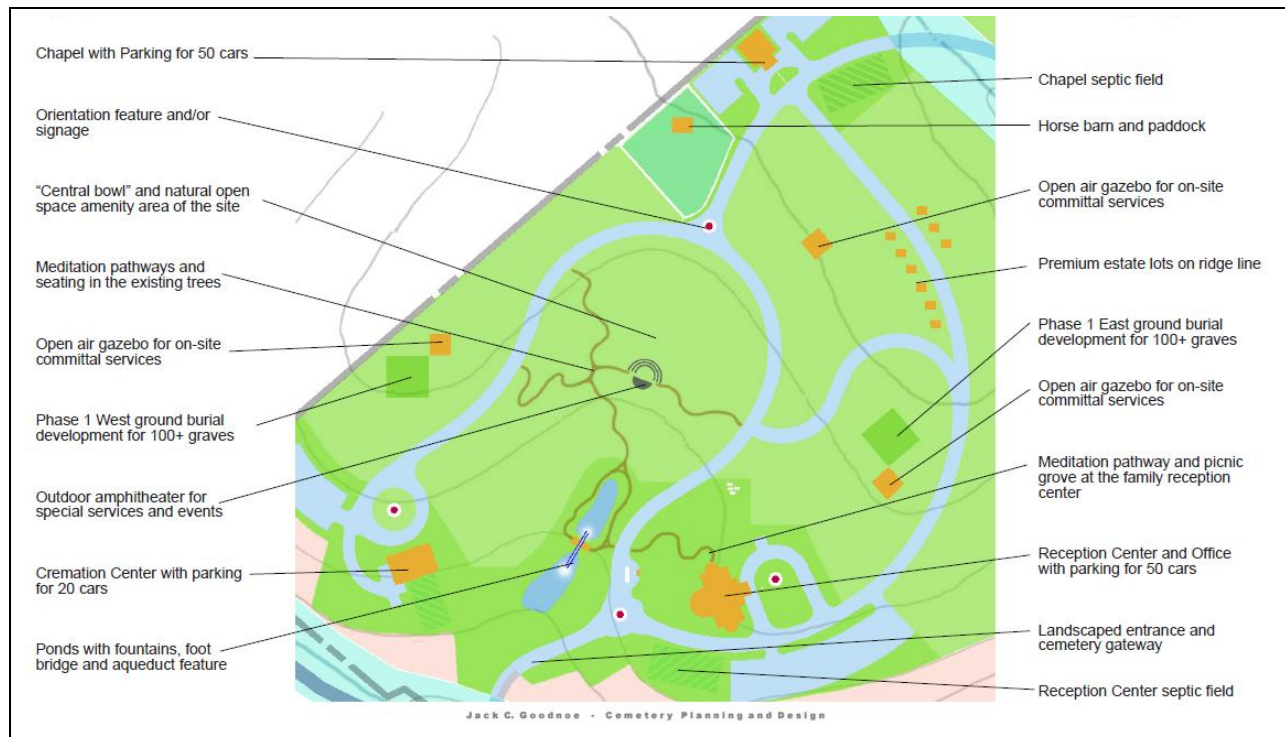 Chapel with Parking for 50 cars
Orientation feature and/or
signage
“Central bowl” and natural open
space amenity area of the site
Meditation pathways and
seating in the existing trees
Open air gazebo for on-site
committal services
Phase 1 West ground burial
development for 100+ graves
Outdoor amphitheater for
special services and events
Cremation Center with parking
for 20 cars
Ponds with fountains, foot
bridge and aqueduct feature
Chapel septic field
Horse barn and paddock
Open air gazebo for on-site
committal services
Premium estate lots on ridge line
Phase 1 East ground burial
development for 100+ graves
Open air gazebo for on-site
committal services
Meditation pathway and picnic
grove at the family reception
center
Reception Center and Office
with parking for 50 cars
Landscaped entrance and
cemetery gateway
Reception Center septic field
Jack C. Goodnoe - Cemetery Planning and Design